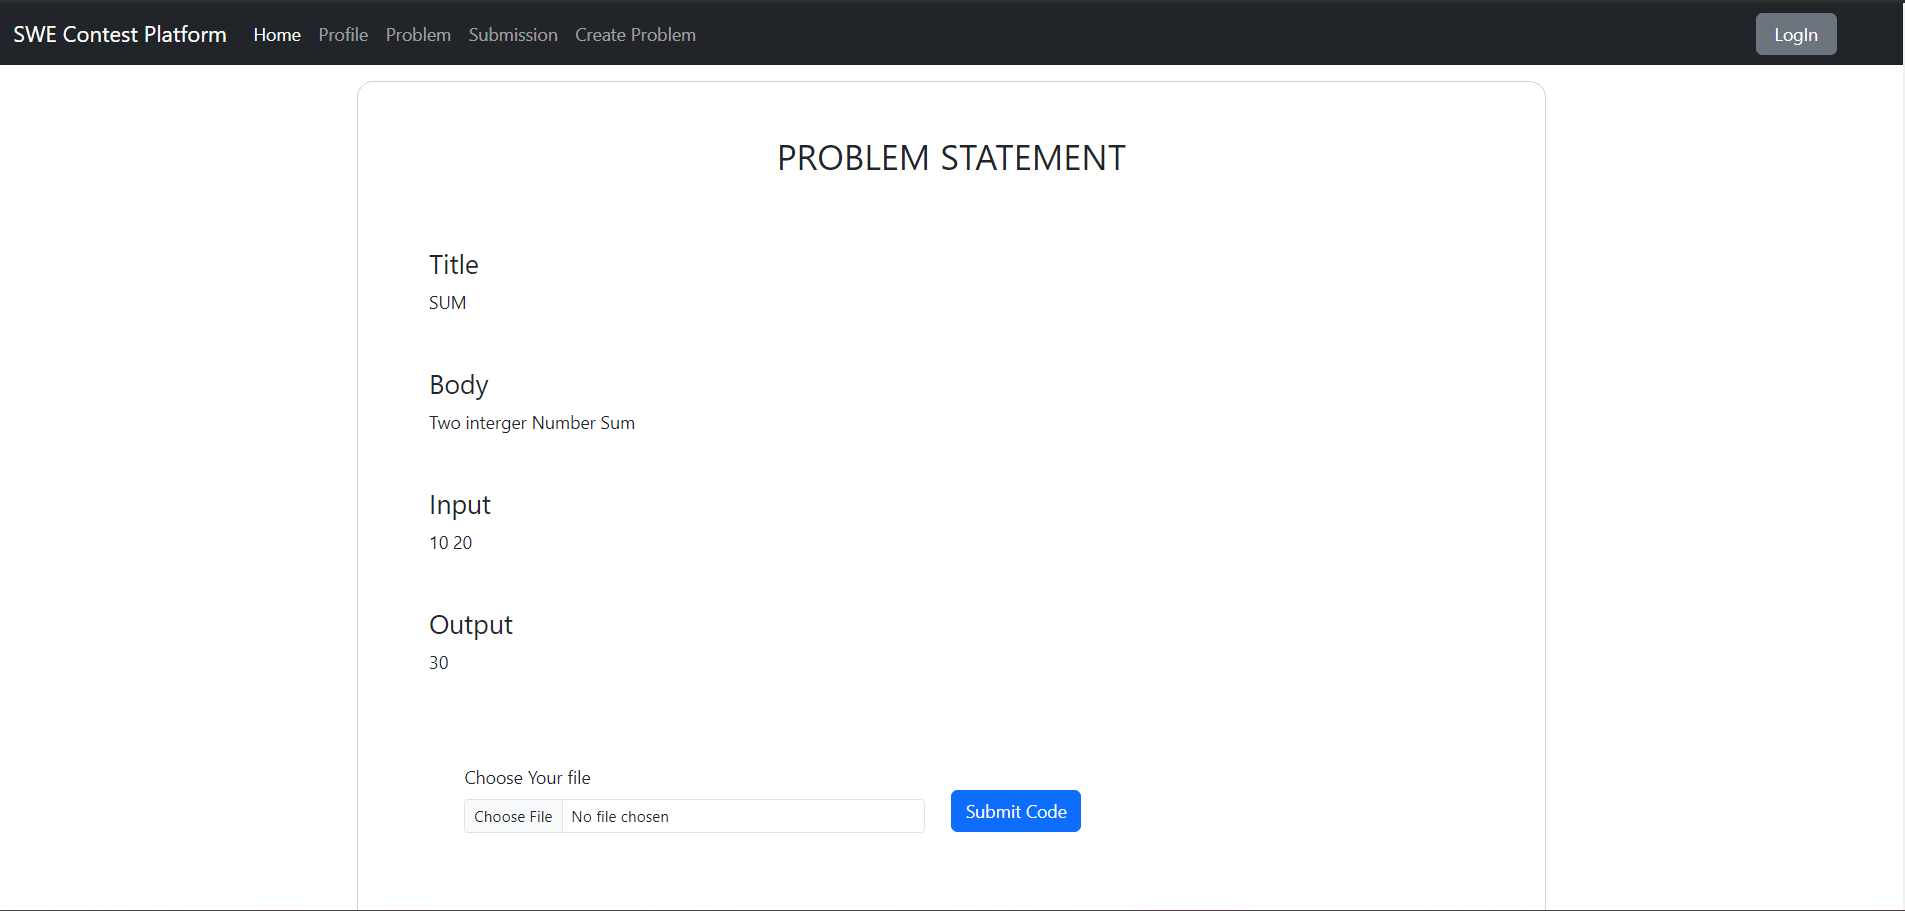 SWE Contest Platform Home Profile Problem Submission Create Problem LogIn
PROBLEM STATEMENT
Title
SUM
Body
Two interger Number Sum
Input
10 20
Output
30
Choose Your file
Choose File No file chosen Submit Code